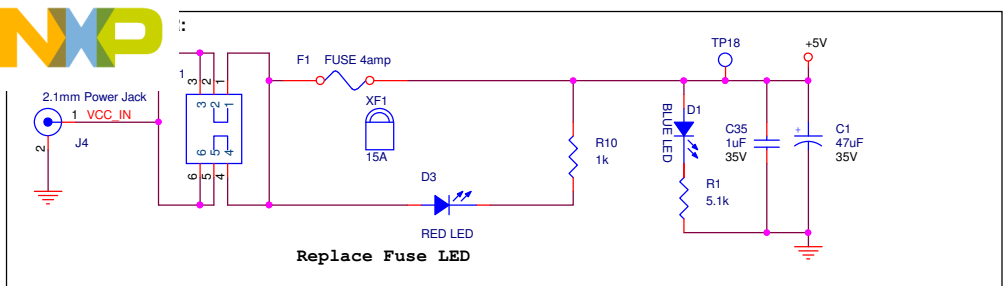 NXP
:
TP18
+5V
F1 FUSE 4amp
1
3
2
1
2.1mm Power Jack
XF1
3
2
1
1 VCC_IN
BLUE LED
D1
C35
1uF
35V
+
C1
47uF
35V
J4
R10
1k
2
15A
6
5
4
6
5
4
D3
R1
5.1k
RED LED
Replace Fuse LED